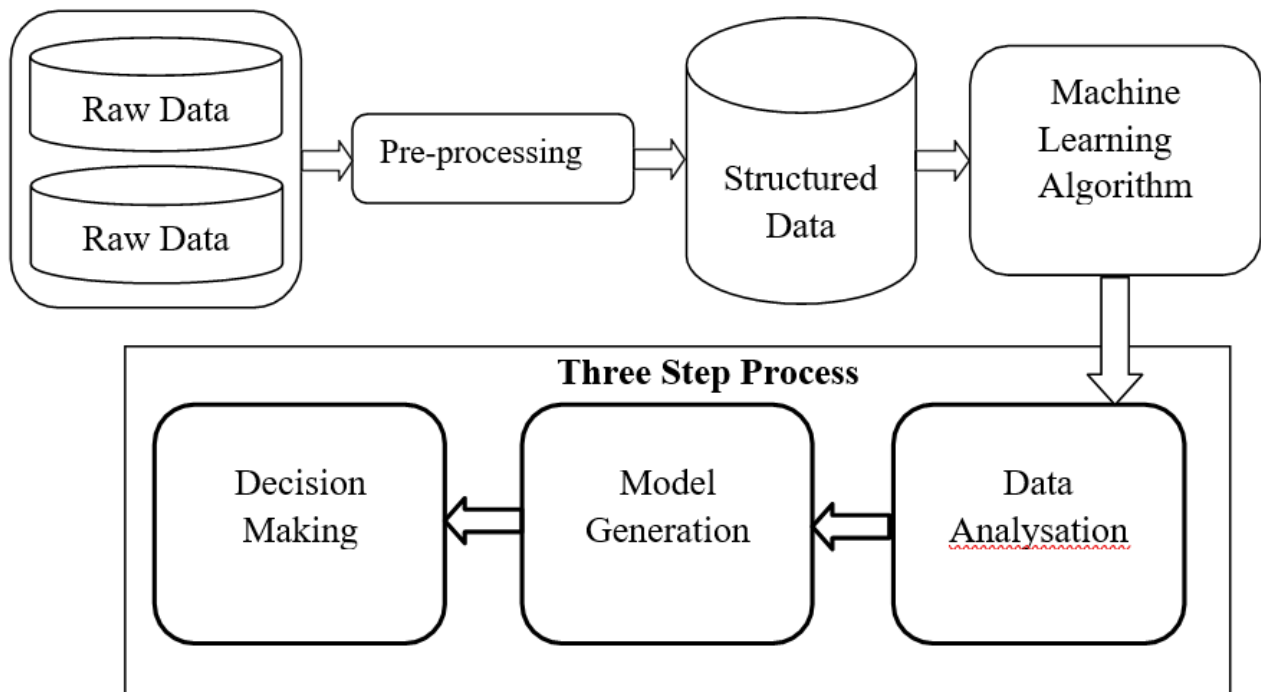 Raw Data
Raw Data
Pre-processing
Structured
Data
Machine
Learning
Algorithm
Three Step Process
Decision
Making
Model
Generation
Data
Analysation